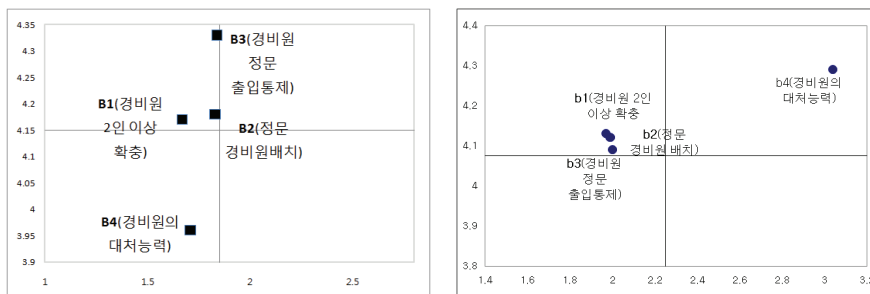 4.35
4.3
4.25
4.2
4.15
4.1
4.05
4
3.95
3.9
1
1.5
2
2.5
B3(경비원
정문
출입통제)
B1(경비원
2인 이상
확충)
B2(정문
경비원배치)
B4(경비원의
대처능력)
4.4
4.3
4.2
4.1
4
3.9
3.8
1.4
1.6
1.8
2
2.2
2.4
2.6
2.8
3
3.2
b4(경비원의
대처능력)
b1(경비원 2인
이상 확충)
b2(정문
경비원 배치)
b3(경비원
정문
출입통제)